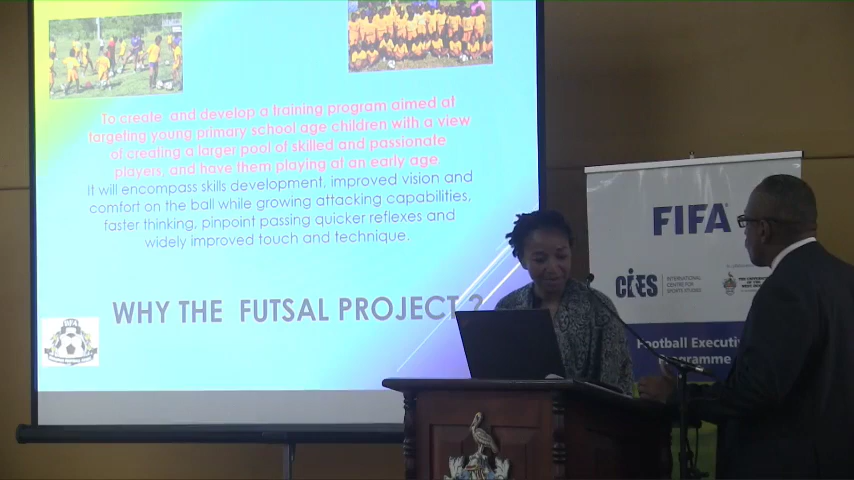 To create and develop a training program aimed at
targeting young primary school age children with a view
of creating a larger pool of skilled and passionate
players, and have them playing at an early age.
It will encompass skills development, improved vision and
comfort on the ball while growing attacking capabilities,
faster thinking, pinpoint passing quicker reflexes and
widely improved touch and technique.
WHY THE FUTSAL PROJECT ?
FIFA
CIES
INTERNATIONAL
CENTRE FOR
SPORTS STUDIES
Football Executiv
Programme